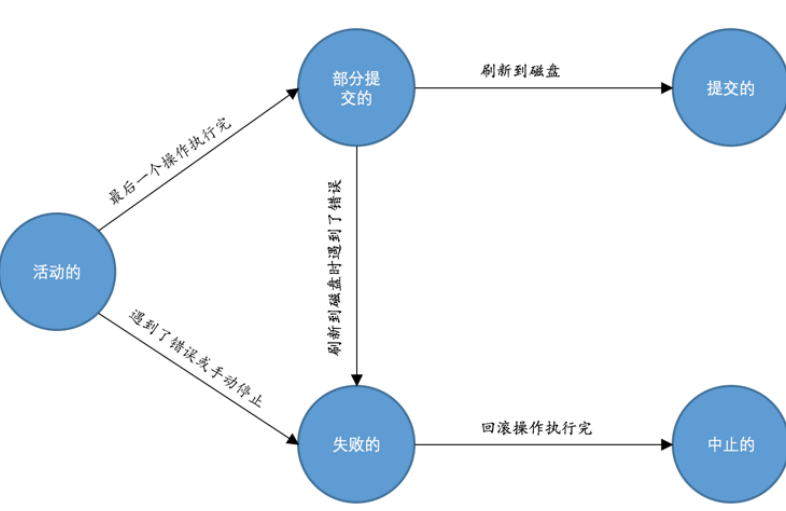 部分提
交的
刷新到磁盘
提交的
最后一个操作执行完
刷新到磁盘时遇到了错误
活动的
遇到了错误或手动停止
失败的
回滚操作执行完
中止的